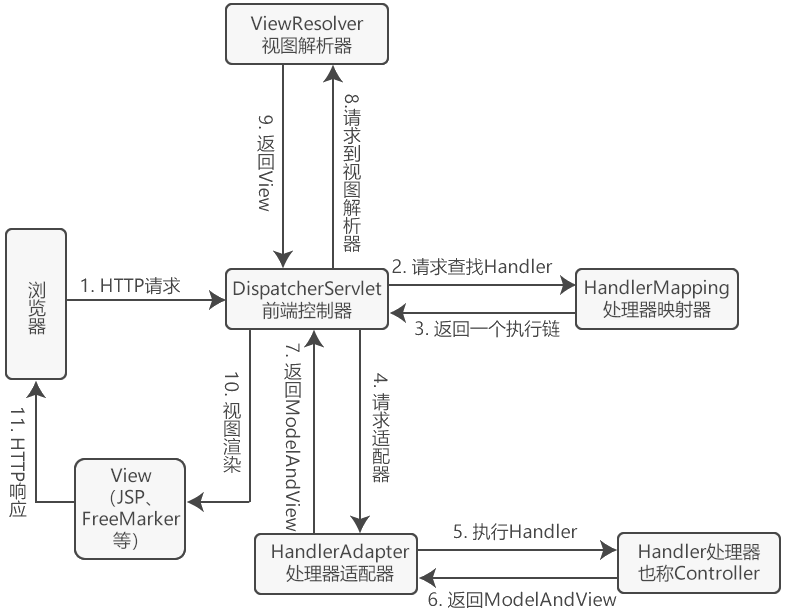 ViewResolver
视图解析器
9. 返回View
8.请求到视图解析器
浏览器
1. HTTP请求
DispatcherServlet
前端控制器
2. 请求查找Handler
3. 返回一个执行链
HandlerMapping
处理器映射器
10. 视图渲染
7. 返回ModelAndView
4. 请求适配器
11. HTTP响应
View
（JSP、
FreeMarker
等）
HandlerAdapter
处理器适配器
5. 执行Handler
6. 返回ModelAndView
Handler处理器
也称Controller